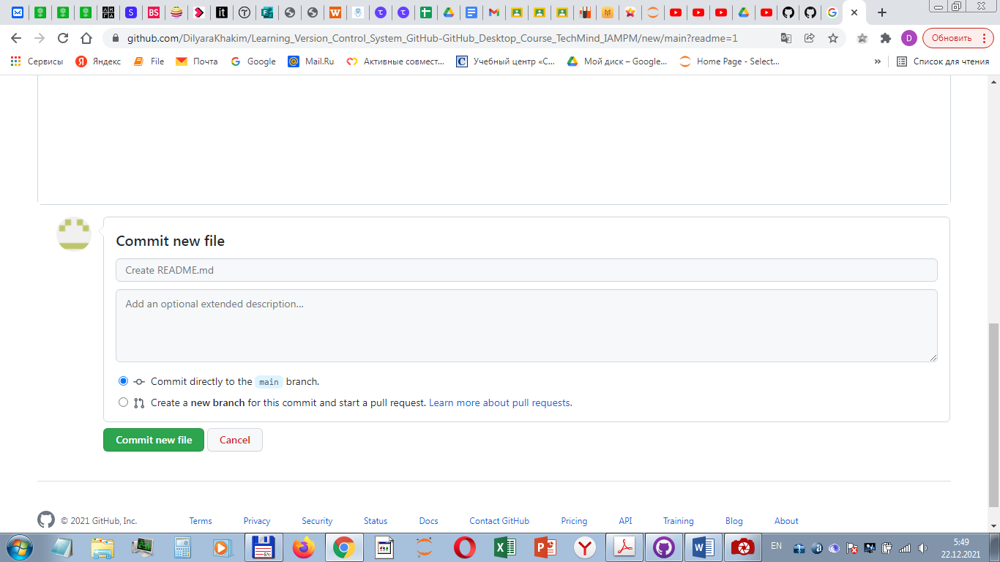 github.com/DilyaraKhakim/Learning_Version_Control_System_GitHub-GitHub_Desktop_Course_TechMind_IAMPM/new/main?readme=1
D
Обновить
Сервисы
Яндекс
File
Почта
Google
Mail.Ru
Активные совмест...
Учебный центр «С...
Мой диск – Google...
Home Page - Select...
»
Список для чтения
Commit new file
Create README.md
Add an optional extended description...
Commit directly to the main branch.
Create a new branch for this commit and start a pull request. Learn more about pull requests.
Commit new file
Cancel
© 2021 GitHub, Inc.
Terms
Privacy
Security
Status
Docs
Contact GitHub
Pricing
API
Training
Blog
About
EN
5:49
22.12.2021